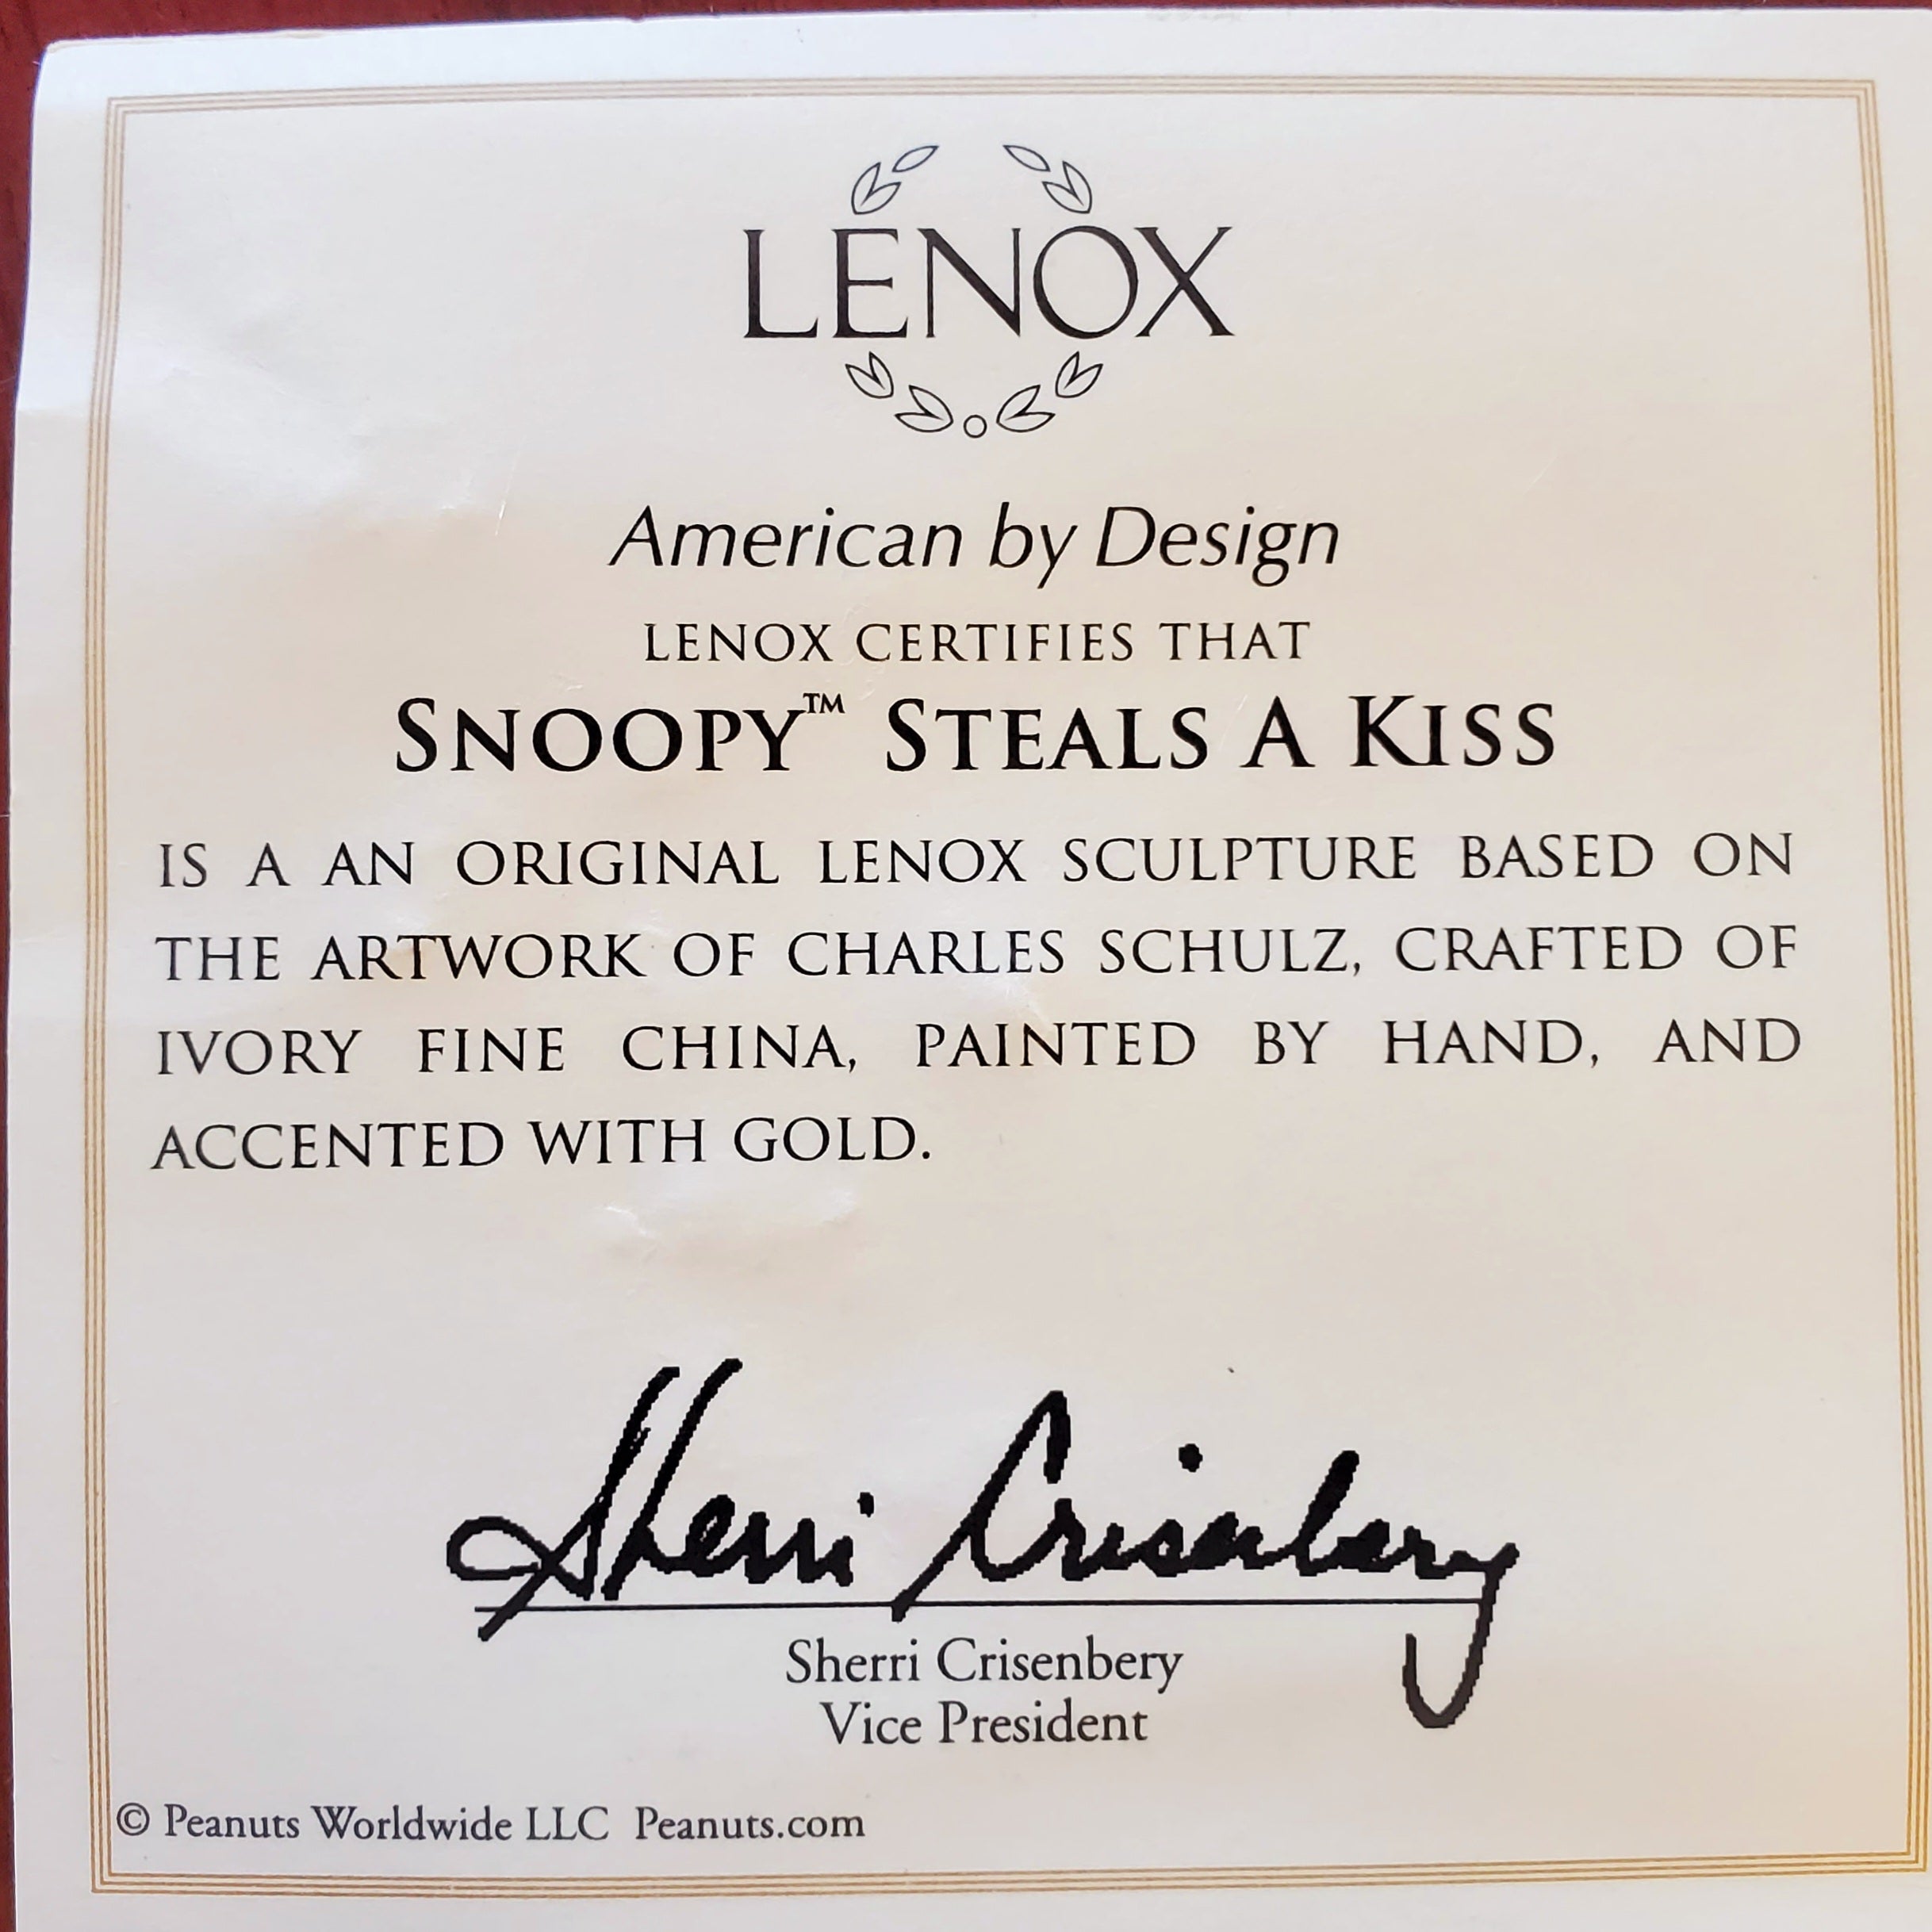 LENOX
American by Design
LENOX CERTIFIES THAT
SNOOPY™ STEALS A KISS
IS A AN ORIGINAL LENOX SCULPTURE BASED ON
THE ARTWORK OF CHARLES SCHULZ, CRAFTED OF
IVORY FINE CHINA, PAINTED BY HAND, AND
ACCENTED WITH GOLD.
Sherri Crisenbery
Sherri Crisenbery
Vice President
© Peanuts Worldwide LLC Peanuts.com